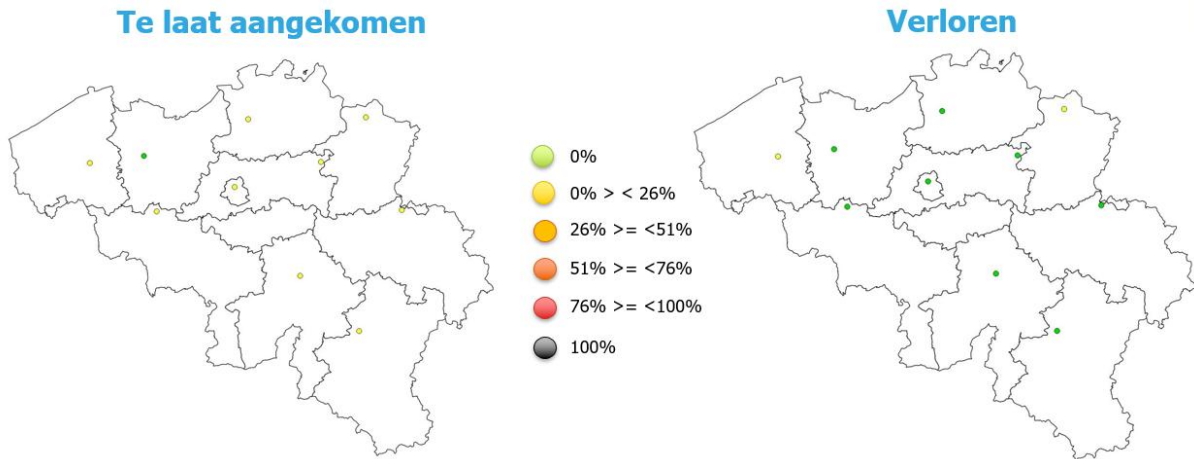 Te laat aangekomen
Verloren
0%
0% > < 26%
26% >= <51%
51% >= <76%
76% >= <100%
100%